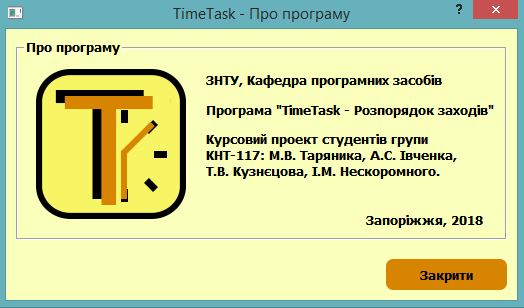 TimeTask - Про програму
?
Про програму
ЗНТУ, Кафедра програмних засобів
Програма "TimeTask - Розпорядок заходів"
Курсовий проект студентів групи
КНТ-117: М.В. Таряника, А.С. Івченка,
Т.В. Кузнєцова, І.М. Нескоромного.
Запоріжжя, 2018
Закрити